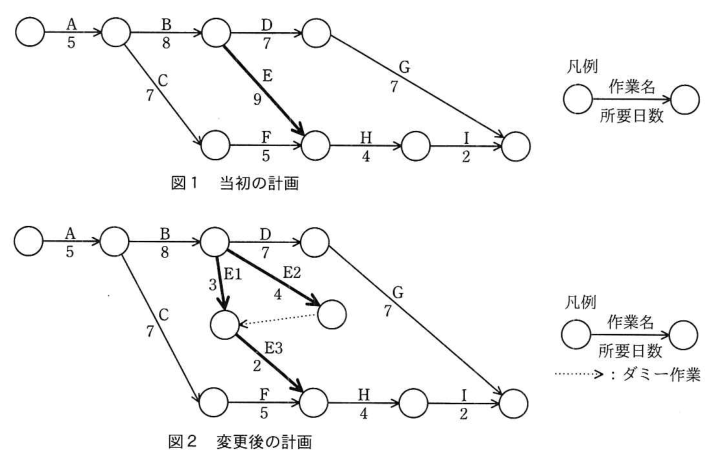 A
5
B
8
D
7
C
7
E
9
G
7
F
5
H
4
I
2
凡例
作業名
所要日数
図1 当初の計画
A
5
B
8
D
7
E1
3
E2
4
C
7
G
7
E3
2
F
5
H
4
I
2
凡例
作業名
所要日数
:ダミー作業
図2 変更後の計画